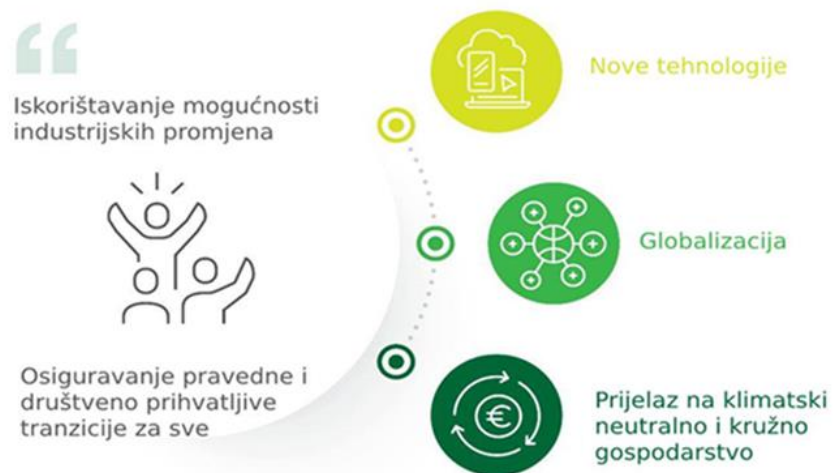 Iskorištavanje mogućnosti
industrijskih promjena
Osiguravanje pravedne i
društveno prihvatljive
tranzicije za sve
Nove tehnologije
Globalizacija
Prijelaz na klimatski
neutralno i kružno
gospodarstvo